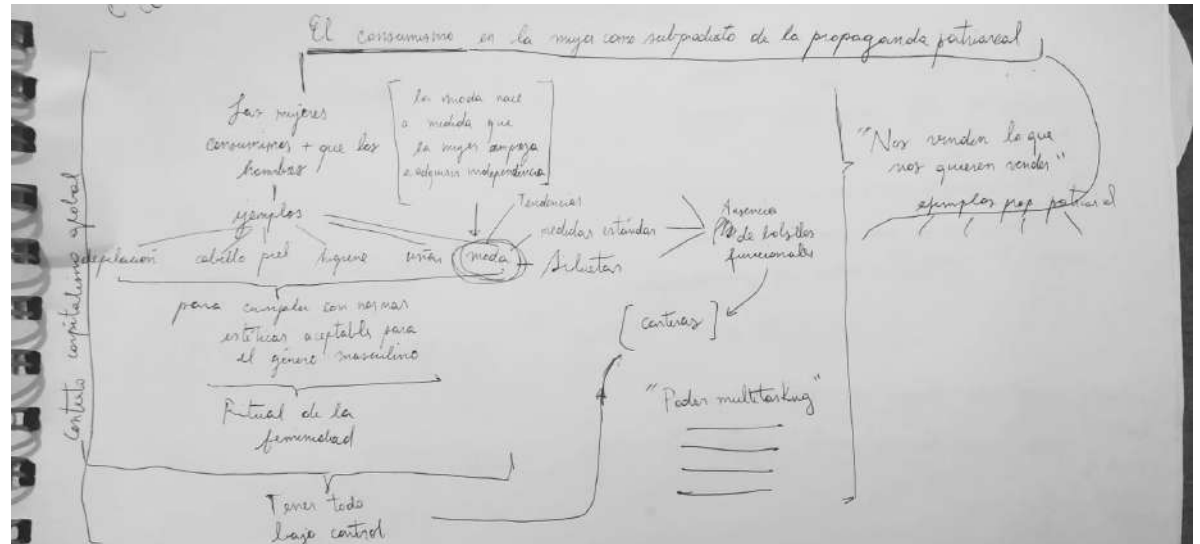 El consumismo en la mujer como subproducto de la propaganda patriarcal
Las mujeres
consumimos + que los
hombres
ejemplos
depilación cabello piel higiene uñas moda
la moda nace
a medida que
la mujer empieza
a adquirir independencia
Tendencias
medidas estándar
Siluetas
Ausencia
de bolsillos
funcionales
[carteras]
"Poder multitasking"
para cumplir con normas
estéticas aceptable para
el género masculino
Ritual de la
feminidad
Tener todo
bajo control
"Nos venden lo que
nos quieren vender"
ejemplos prop patriarcal
Contexto capitalismo global